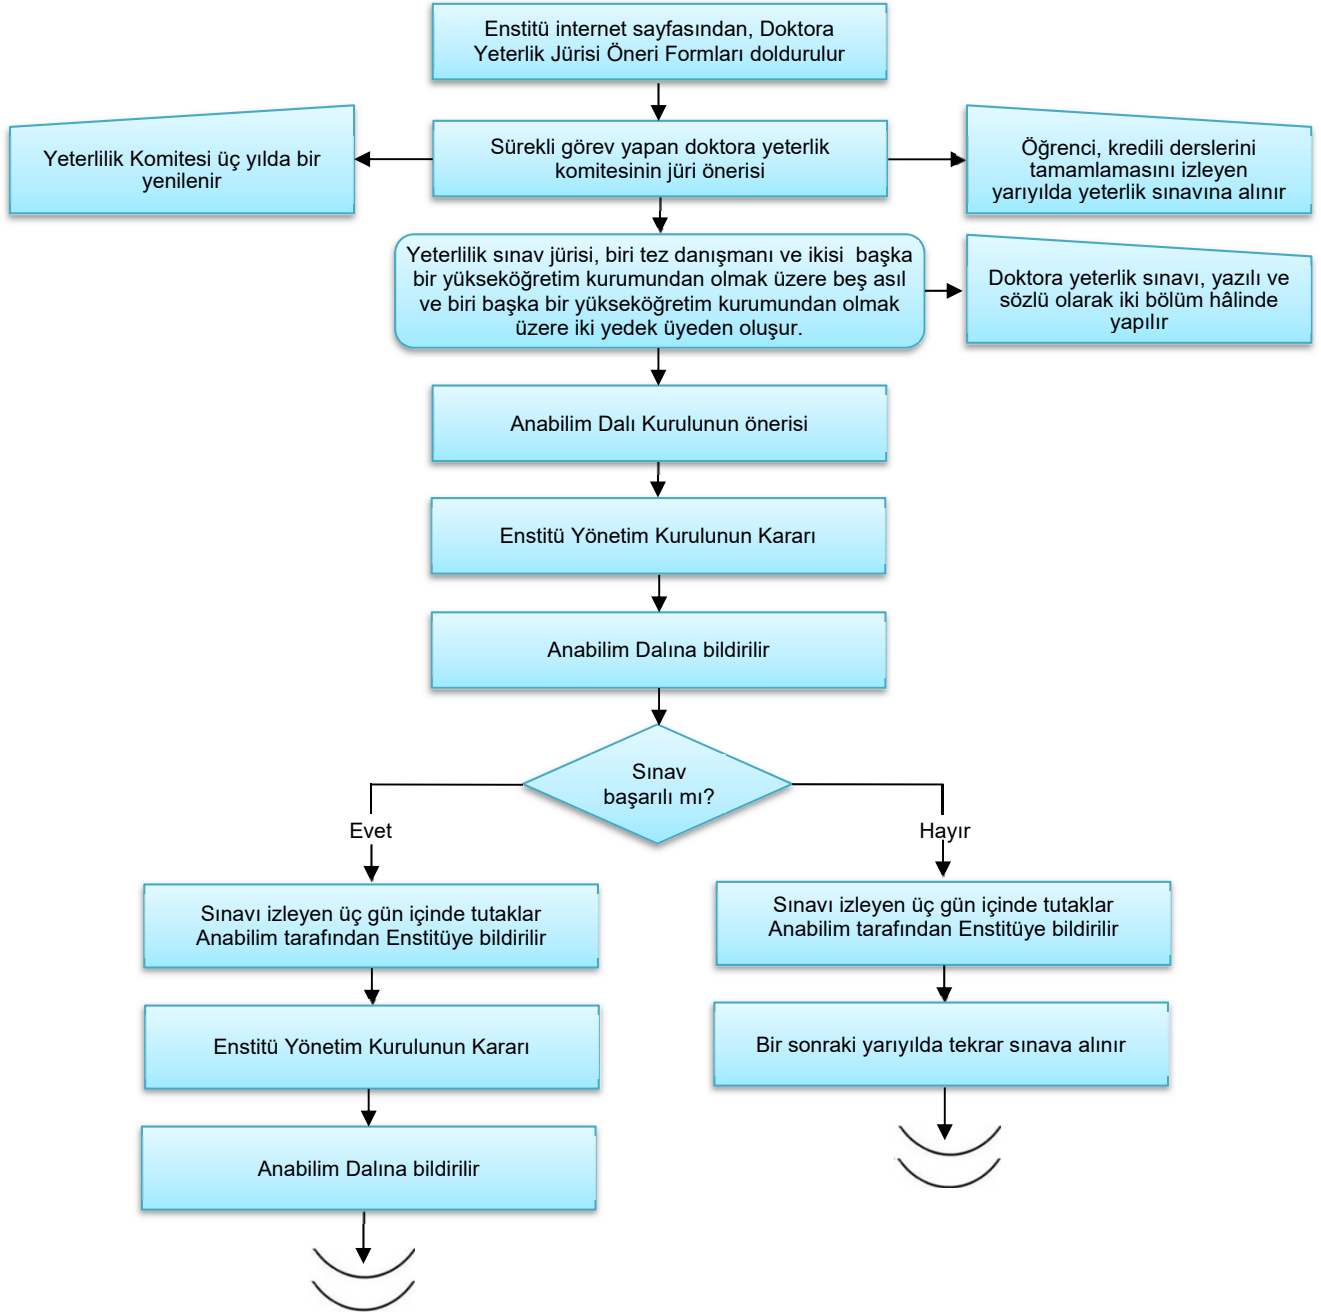 Enstitü internet sayfasından, Doktora
Yeterlik Jürisi Öneri Formları doldurulur
Yeterlilik Komitesi üç yılda bir
yenilenir
Sürekli görev yapan doktora yeterlik
komitesinin jüri önerisi
Öğrenci, kredili derslerini
tamamlamasını izleyen
yarıyılda yeterlik sınavına alınır
Yeterlilik sınav jürisi, biri tez danışmanı ve ikisi başka
bir yükseköğretim kurumundan olmak üzere beş asıl
ve biri başka bir yükseköğretim kurumundan olmak
üzere iki yedek üyeden oluşur.
Doktora yeterlik sınavı, yazılı ve
sözlü olarak iki bölüm hâlinde
yapılır
Anabilim Dalı Kurulunun önerisi
Enstitü Yönetim Kurulunun Kararı
Anabilim Dalına bildirilir
Sınav
başarılı mı?
Evet
Hayır
Sınavı izleyen üç gün içinde tutaklar
Anabilim tarafından Enstitüye bildirilir
Sınavı izleyen üç gün içinde tutaklar
Anabilim tarafından Enstitüye bildirilir
Enstitü Yönetim Kurulunun Kararı
Bir sonraki yarıyılda tekrar sınava alınır
Anabilim Dalına bildirilir